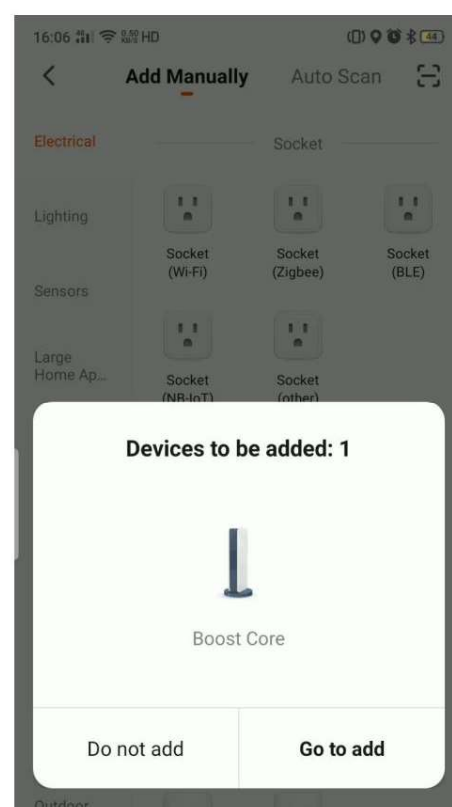 16:06 HD 44
Add Manually Auto Scan
Electrical
Socket
Lighting
Socket (Wi-Fi)
Socket (Zigbee)
Socket (BLE)
Sensors
Large Home Ap...
Socket (NB-IoT)
Socket (other)
Devices to be added: 1
Boost Core
Do not add Go to add
Outdoor